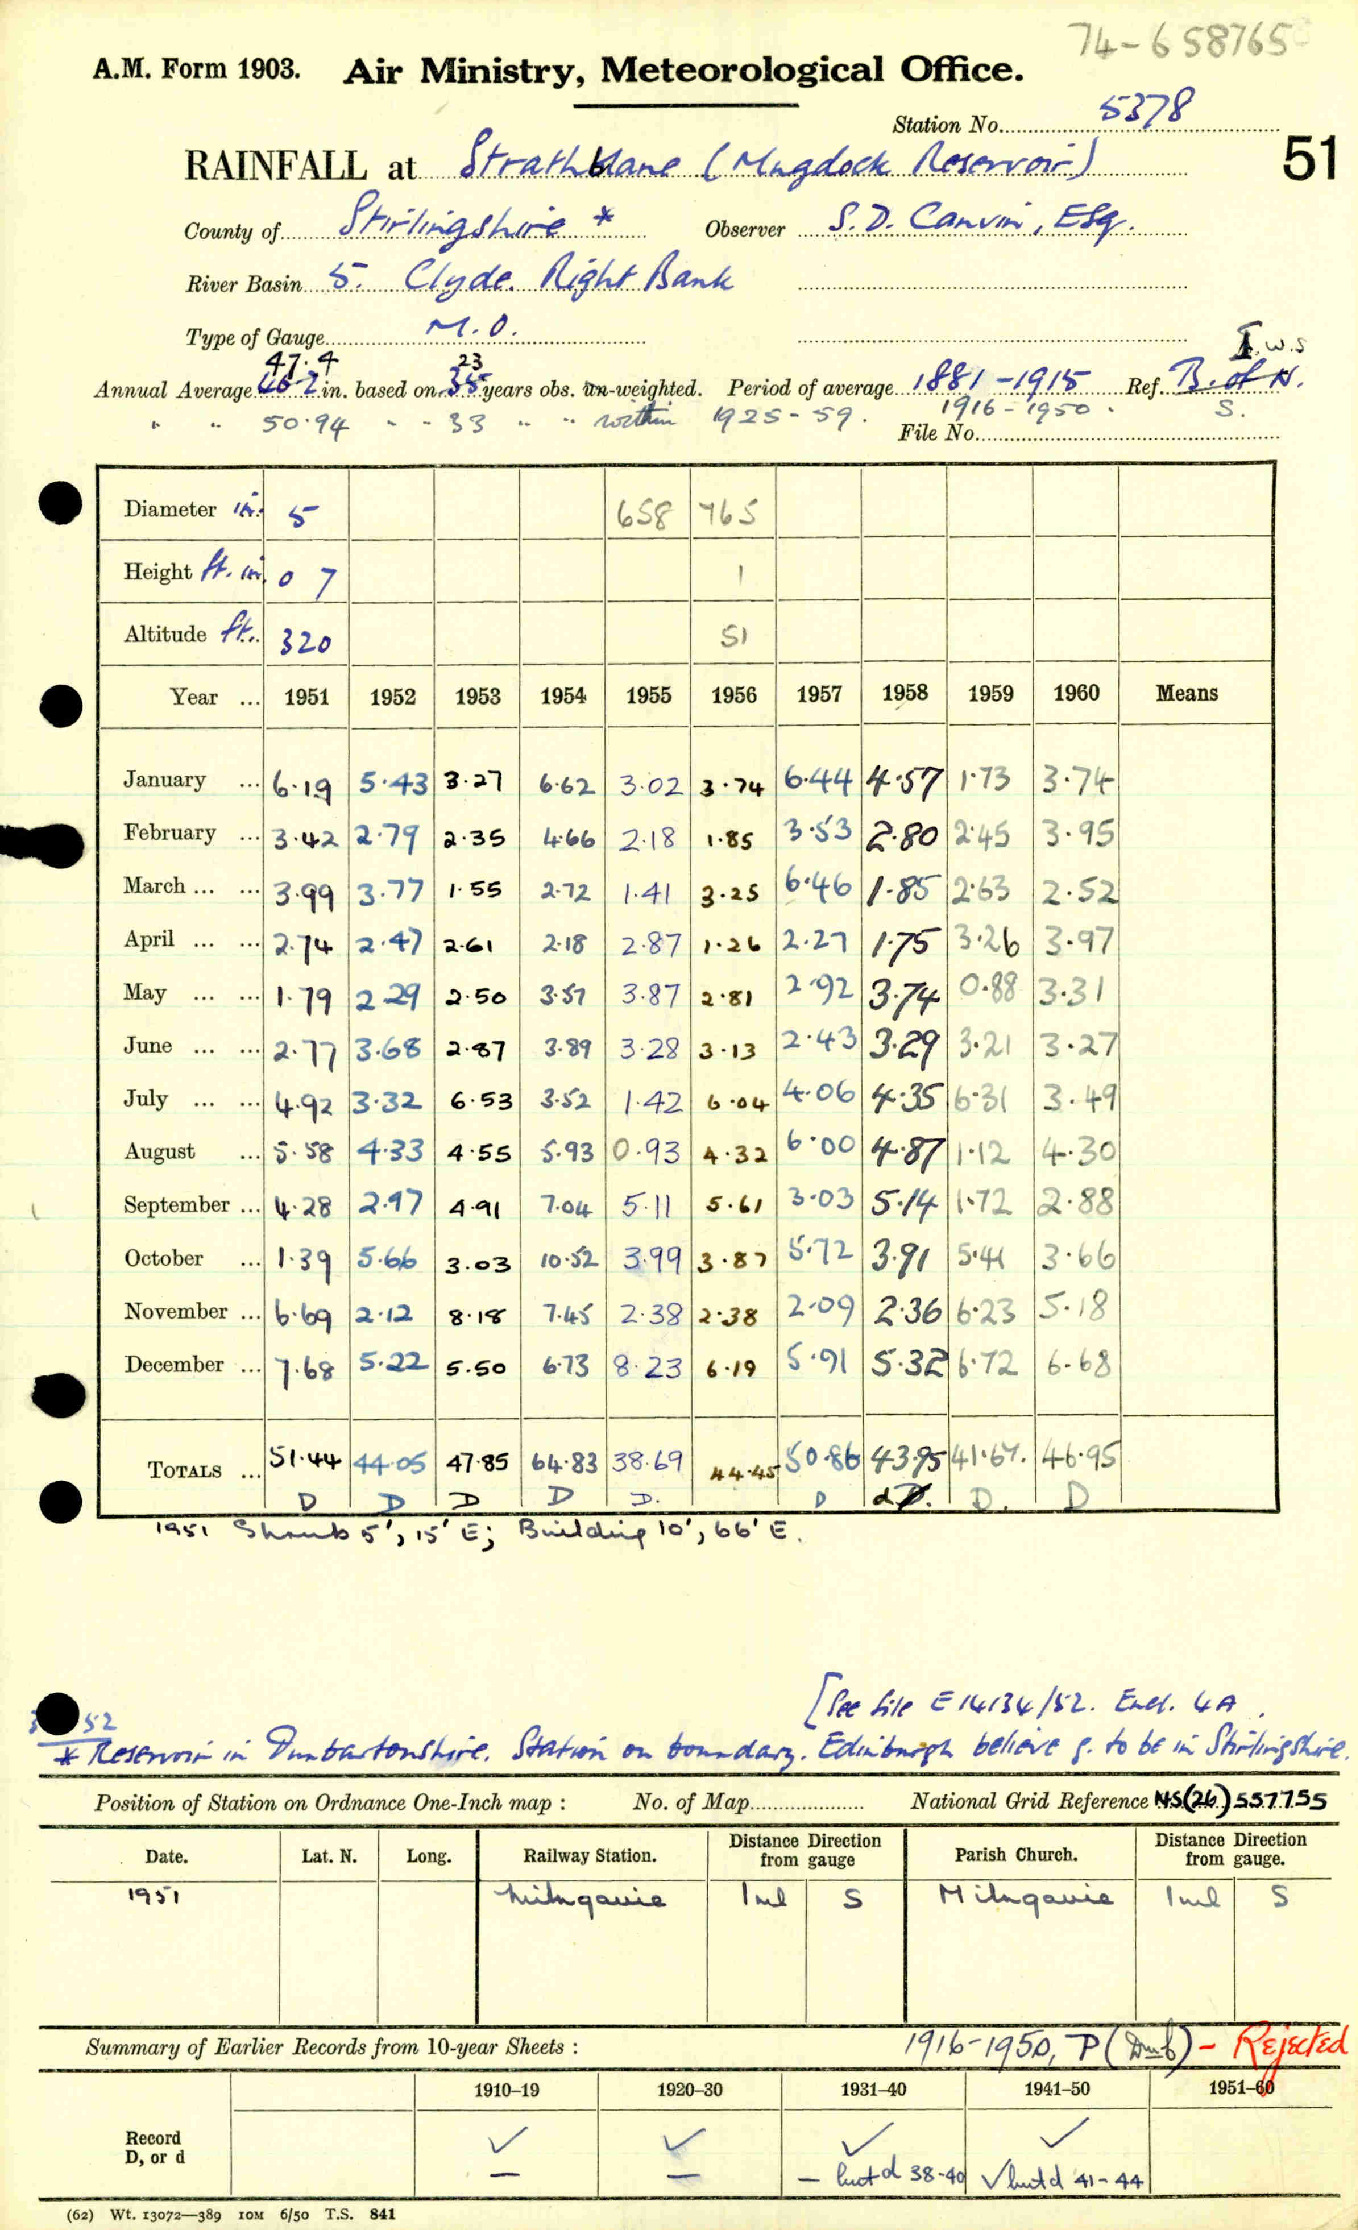 74-658765
A.M. Form 1903. Air Ministry, Meteorological Office.
Station No. 5378
51
RAINFALL at Strathblane (Mugdock Reservoir)
County of Stirlingshire * Observer S.D. Canvin, Esq.
River Basin 5. Clyde. Right Bank
Type of Gauge M.O.
47.4 23 I.W.S
Annual Average 46.2 in. based on 35 years obs. un-weighted. Period of average 1881-1915 Ref. B. of N.
" " 50.94 " " 33 " " within 1925-59. 1916-1950. S.
File No.
Diameter in. 5 658 765
Height ft. in. 0 7 1
Altitude ft. 320 51
Year ... 1951 1952 1953 1954 1955 1956 1957 1958 1959 1960 Means
January ... 6.19 5.43 3.27 6.62 3.02 3.74 6.44 4.57 1.73 3.74
February ... 3.42 2.79 2.35 4.66 2.18 1.85 3.53 2.80 2.45 3.95
March ... ... 3.99 3.77 1.55 2.72 1.41 3.25 6.46 1.85 2.63 2.52
April ... ... 2.74 2.47 2.61 2.18 2.87 1.26 2.27 1.75 3.26 3.97
May ... ... 1.79 2.29 2.50 3.57 3.87 2.81 2.92 3.74 0.88 3.31
June ... ... 2.77 3.68 2.87 3.89 3.28 3.13 2.43 3.29 3.21 3.27
July ... ... 4.92 3.32 6.53 3.52 1.42 6.04 4.06 4.35 6.31 3.49
August ... 5.58 4.33 4.55 5.93 0.93 4.32 6.00 4.87 1.12 4.30
September ... 4.28 2.97 4.91 7.04 5.11 5.61 3.03 5.14 1.72 2.88
October ... 1.39 5.66 3.03 10.52 3.99 3.87 5.72 3.91 5.41 3.66
November ... 6.69 2.12 8.18 7.45 2.38 2.38 2.09 2.36 6.23 5.18
December ... 7.68 5.22 5.50 6.73 8.23 6.19 5.91 5.32 6.72 6.68
TOTALS ... 51.44 44.05 47.85 64.83 38.69 44.45 50.86 43.95 41.67. 46.95
D D D D D. D d D. D. D
1951 Shrub 5', 15' E; Building 10', 66' E.
[See file E 14134/52. Encl. 4A.
52
* Reservoir in Dunbartonshire. Station on boundary. Edinburgh believe g. to be in Stirlingshire.
Position of Station on Ordnance One-Inch map : No. of Map National Grid Reference NS(26)557755
Date. Lat. N. Long. Railway Station. Distance Direction from gauge Parish Church. Distance Direction from gauge.
1951 Milngavie 1ml S Milngavie 1ml S
Summary of Earlier Records from 10-year Sheets : 1916-1950, P (Dmb) - Rejected
1910-19 1920-30 1931-40 1941-50 1951-60
Record ✓ ✓ ✓ ✓
D, or d — — — but d 38-40 ✓ but d 41-44
(62) Wt. 13072—389 10M 6/50 T.S. 841